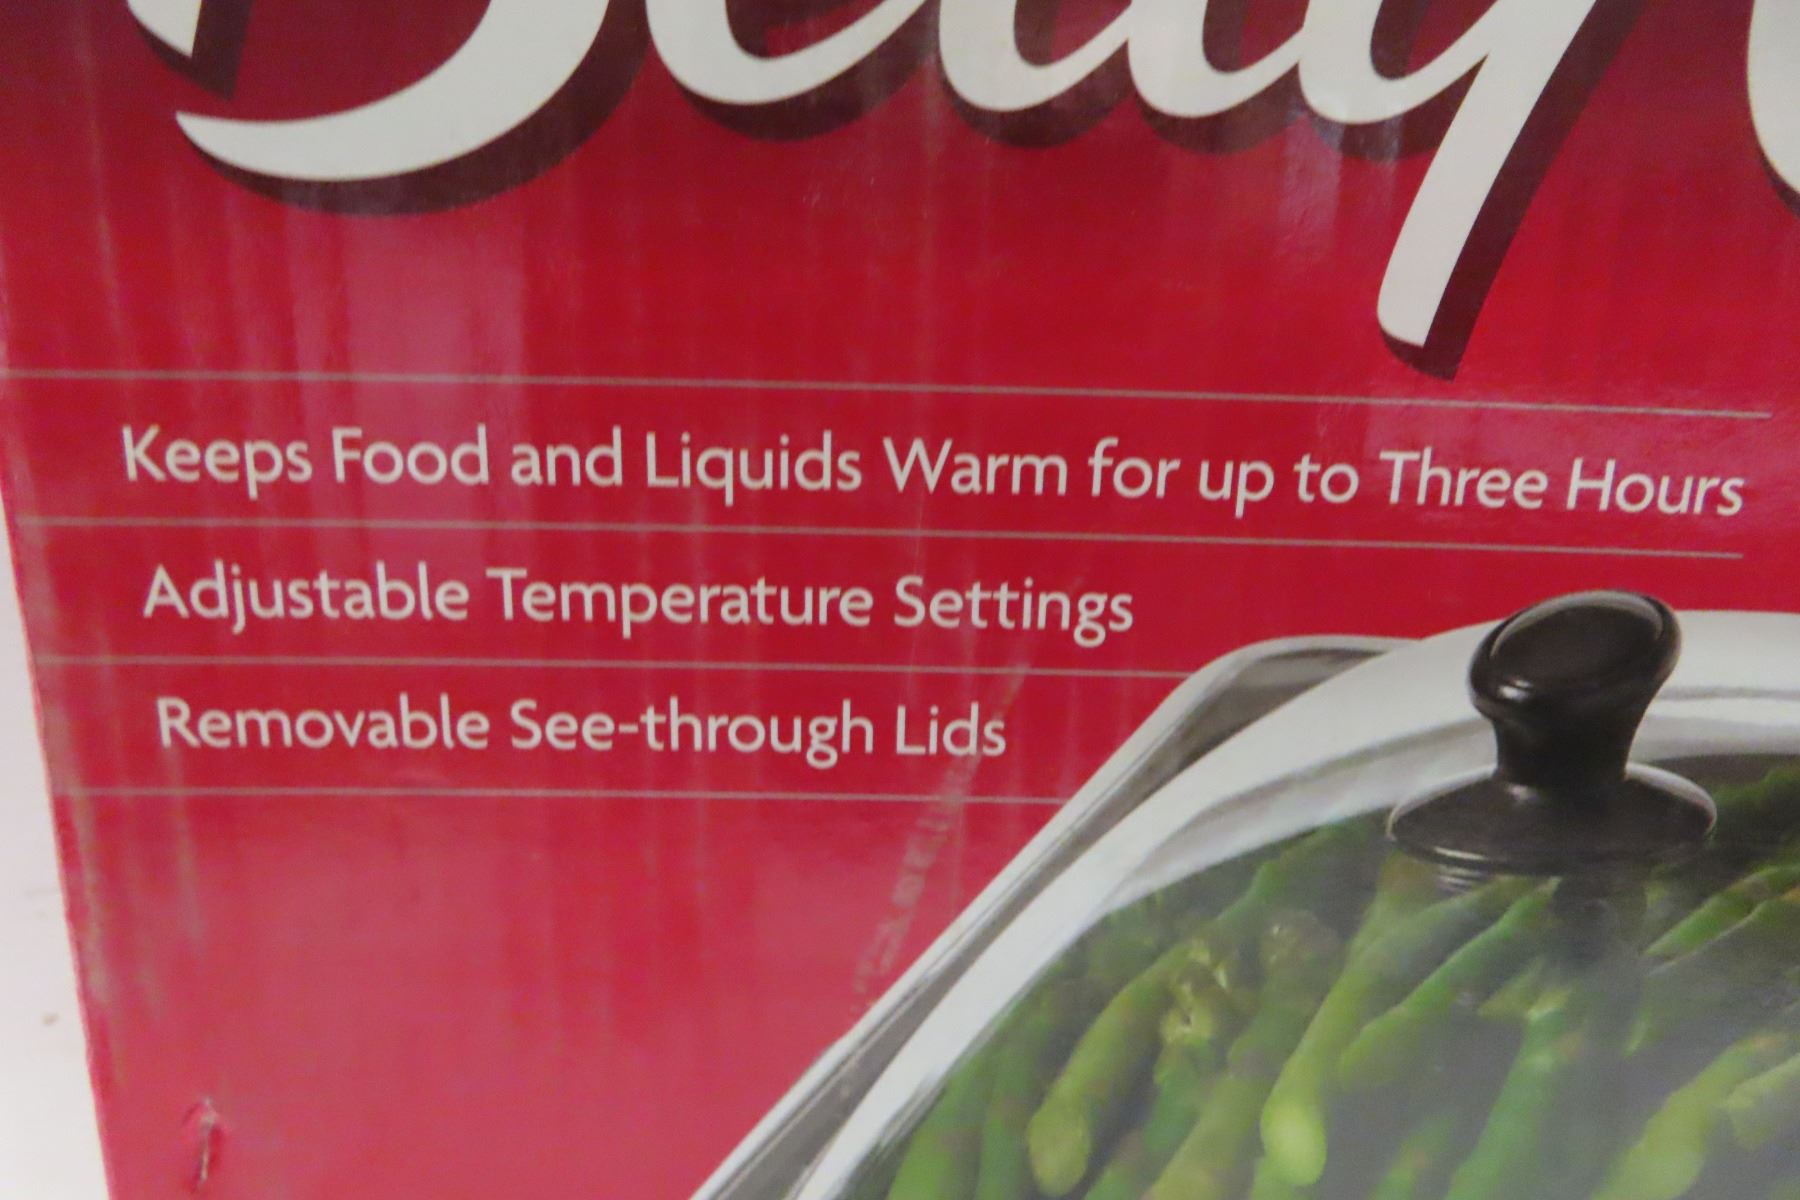 Keeps Food and Liquids Warm for up to Three Hours
Adjustable Temperature Settings
Removable See-through Lids